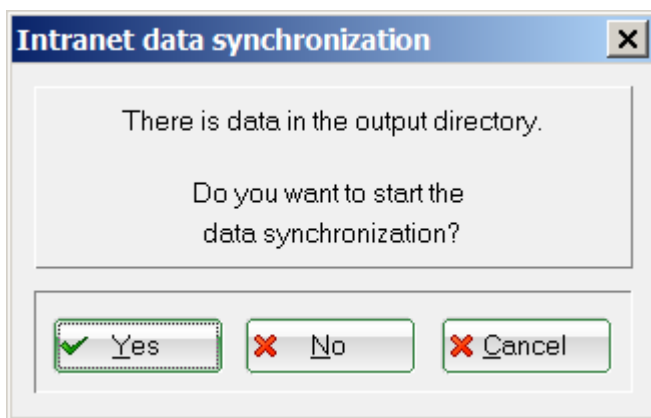 Intranet data synchronization
There is data in the output directory.
Do you want to start the
data synchronization?
Yes
No
Cancel